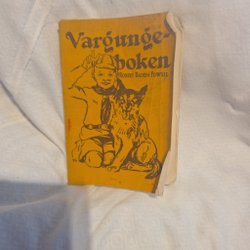 Vargunge-
boken
ROBERT BADEN POWELL